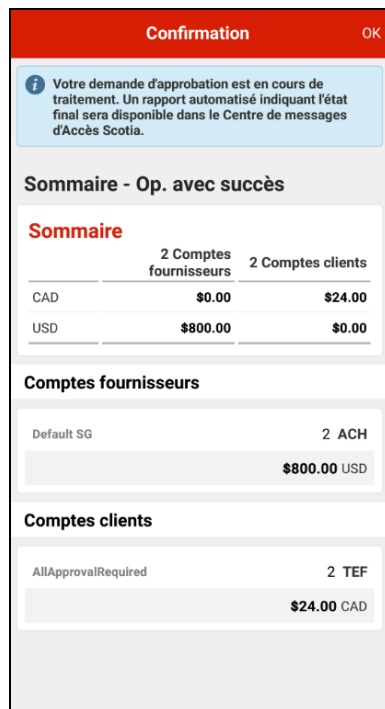 Confirmation OK
Votre demande d'approbation est en cours de
traitement. Un rapport automatisé indiquant l'état
final sera disponible dans le Centre de messages
d'Accès Scotia.
Sommaire - Op. avec succès
Sommaire
2 Comptes
fournisseurs 2 Comptes clients
CAD $0.00 $24.00
USD $800.00 $0.00
Comptes fournisseurs
Default SG 2 ACH
$800.00 USD
Comptes clients
AllApprovalRequired 2 TEF
$24.00 CAD